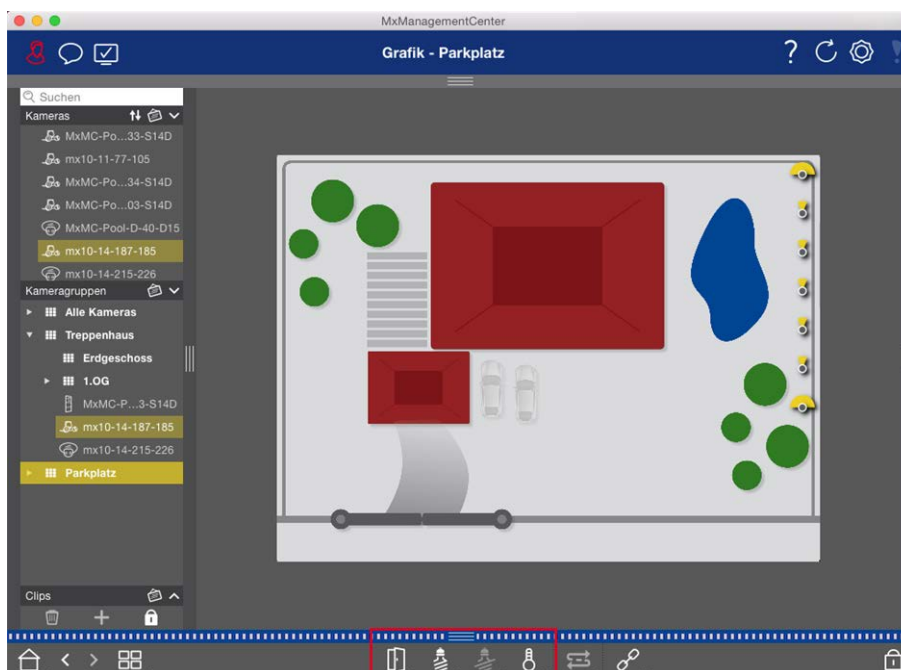 MxManagementCenter
Grafik - Parkplatz
?
Suchen
Kameras
MxMC-Po...33-S14D
mx10-11-77-105
MxMC-Po...34-S14D
MxMC-Po...03-S14D
MxMC-Pool-D-40-D15
mx10-14-187-185
mx10-14-215-226
Kameragruppen
Alle Kameras
Treppenhaus
Erdgeschoss
1.OG
MxMC-P...3-S14D
mx10-14-187-185
mx10-14-215-226
Parkplatz
Clips